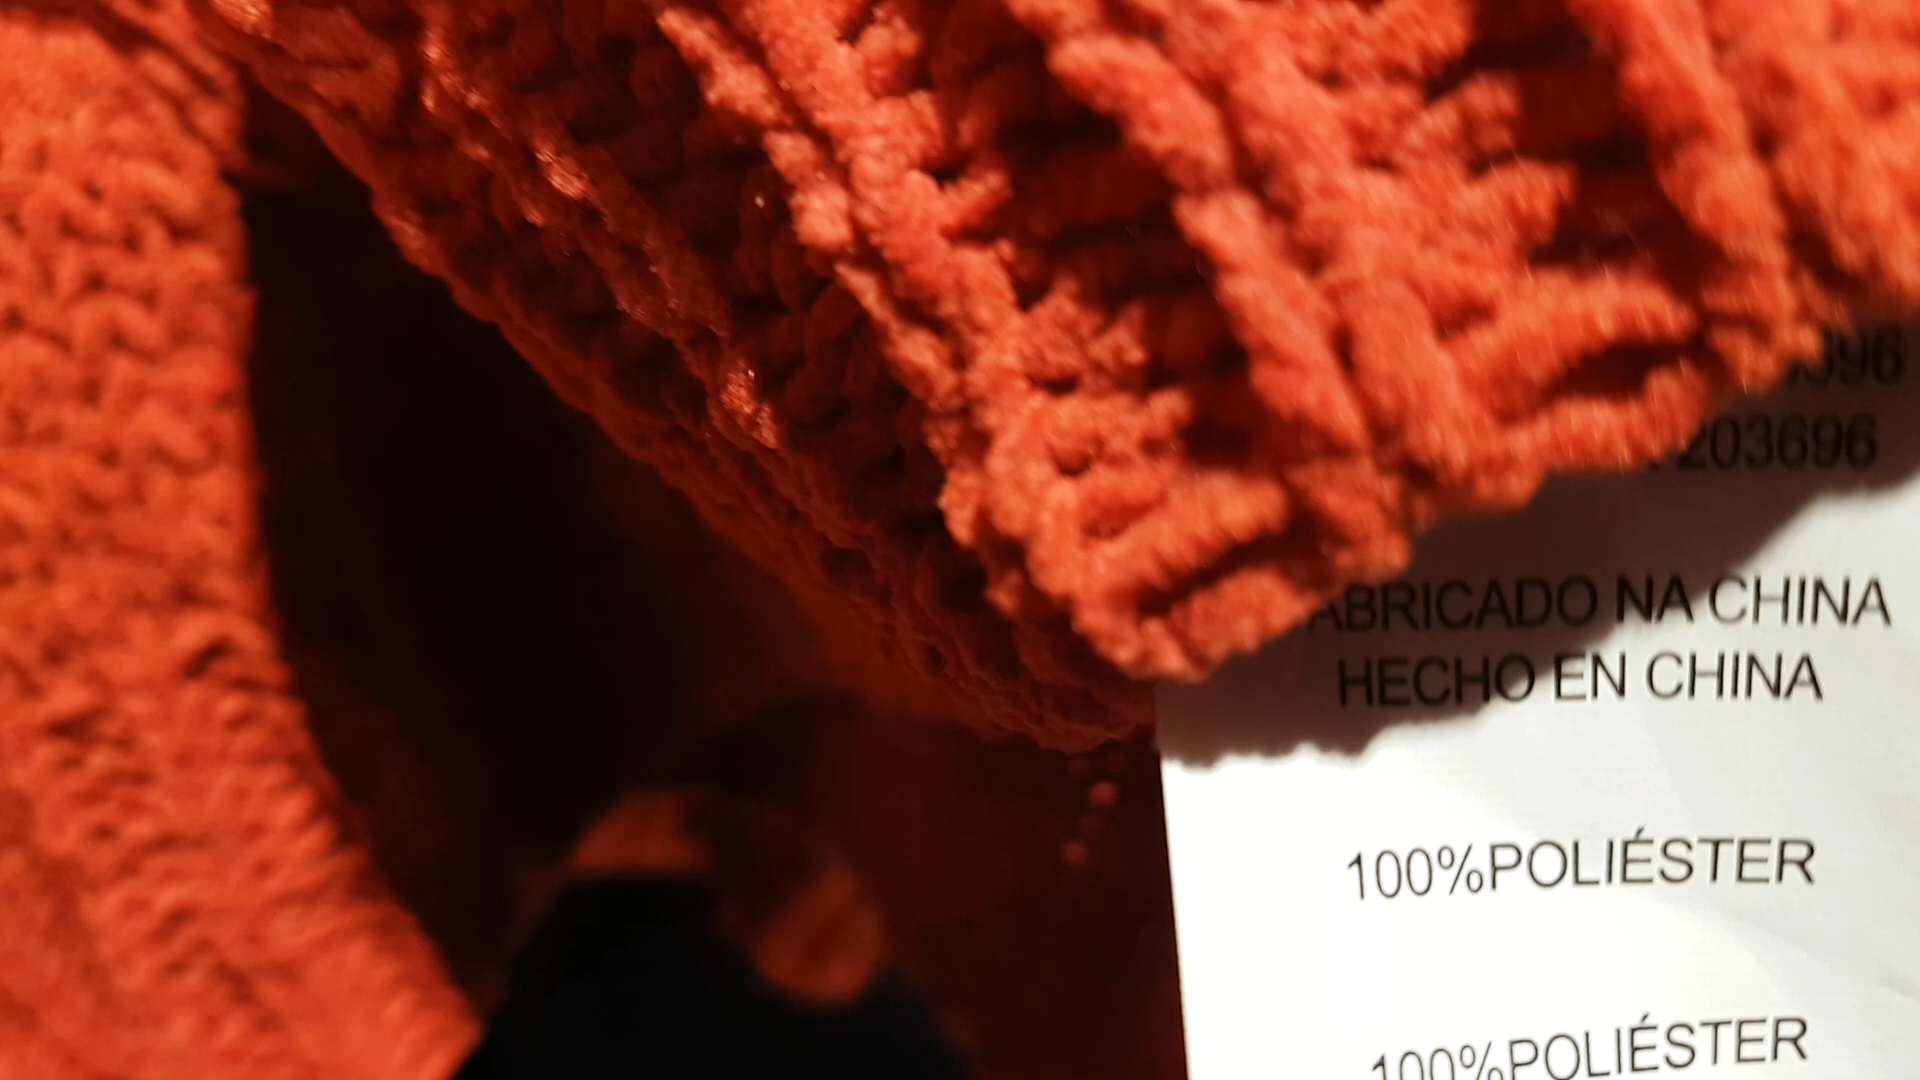 203696
ABRICADO NA CHINA
HECHO EN CHINA
100%POLIÉSTER
100%POLIÉSTER